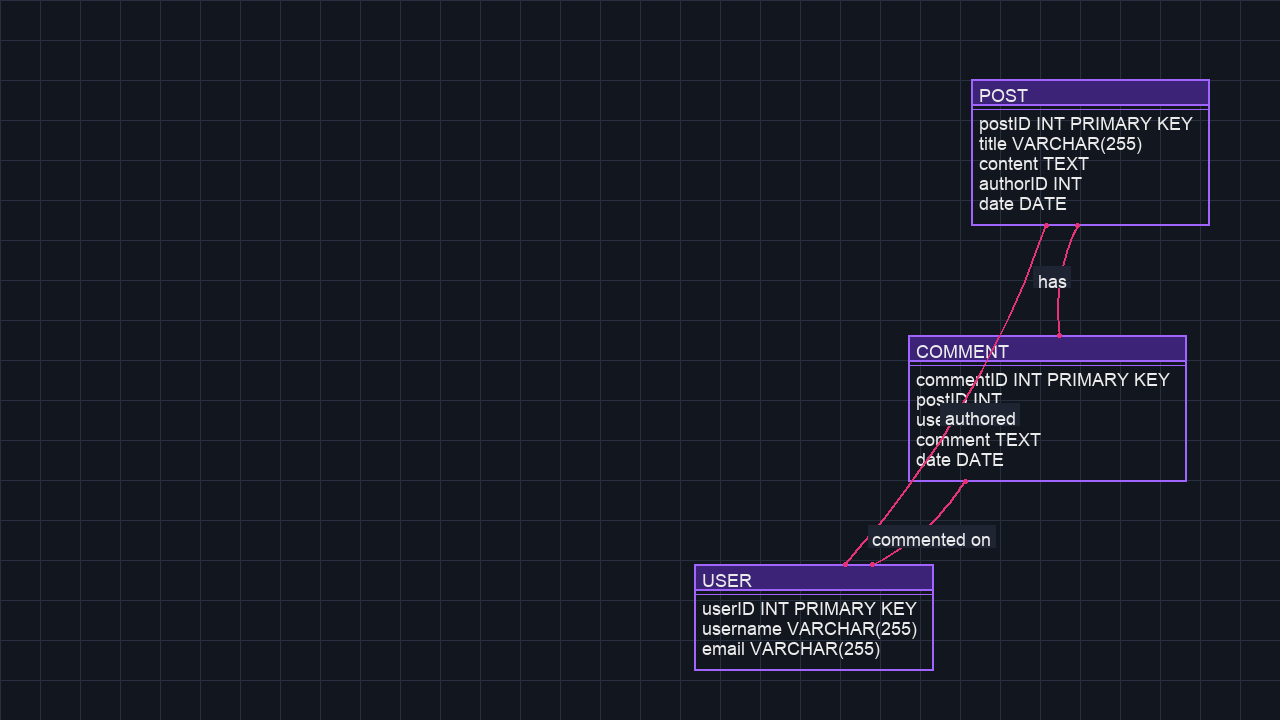 POST
postID INT PRIMARY KEY
title VARCHAR(255)
content TEXT
authorID INT
date DATE
has
COMMENT
commentID INT PRIMARY KEY
postID INT
authored
comment TEXT
date DATE
commented on
USER
userID INT PRIMARY KEY
username VARCHAR(255)
email VARCHAR(255)